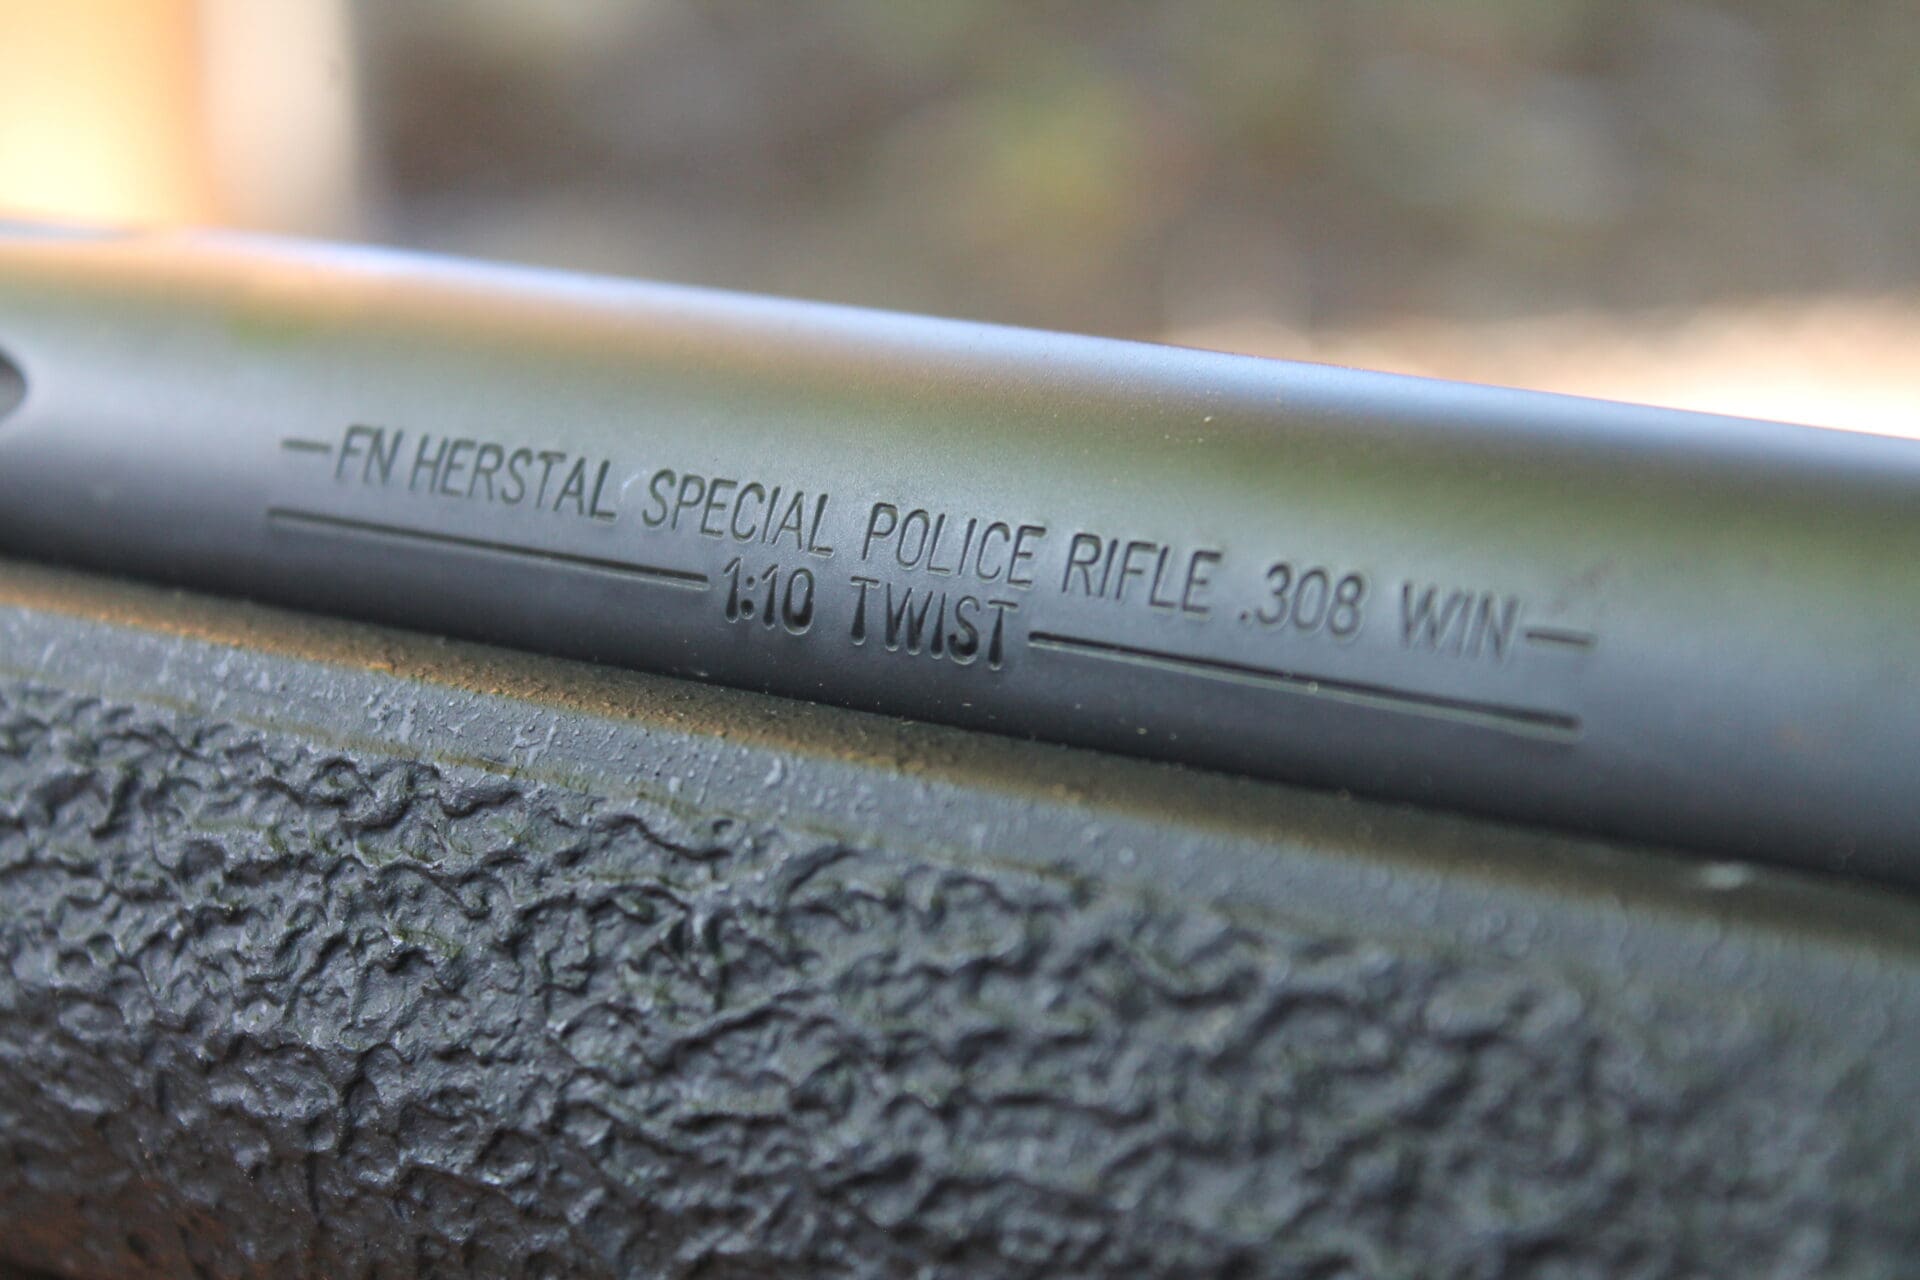 —FN HERSTAL SPECIAL POLICE RIFLE .308 WIN—
—1:10 TWIST—